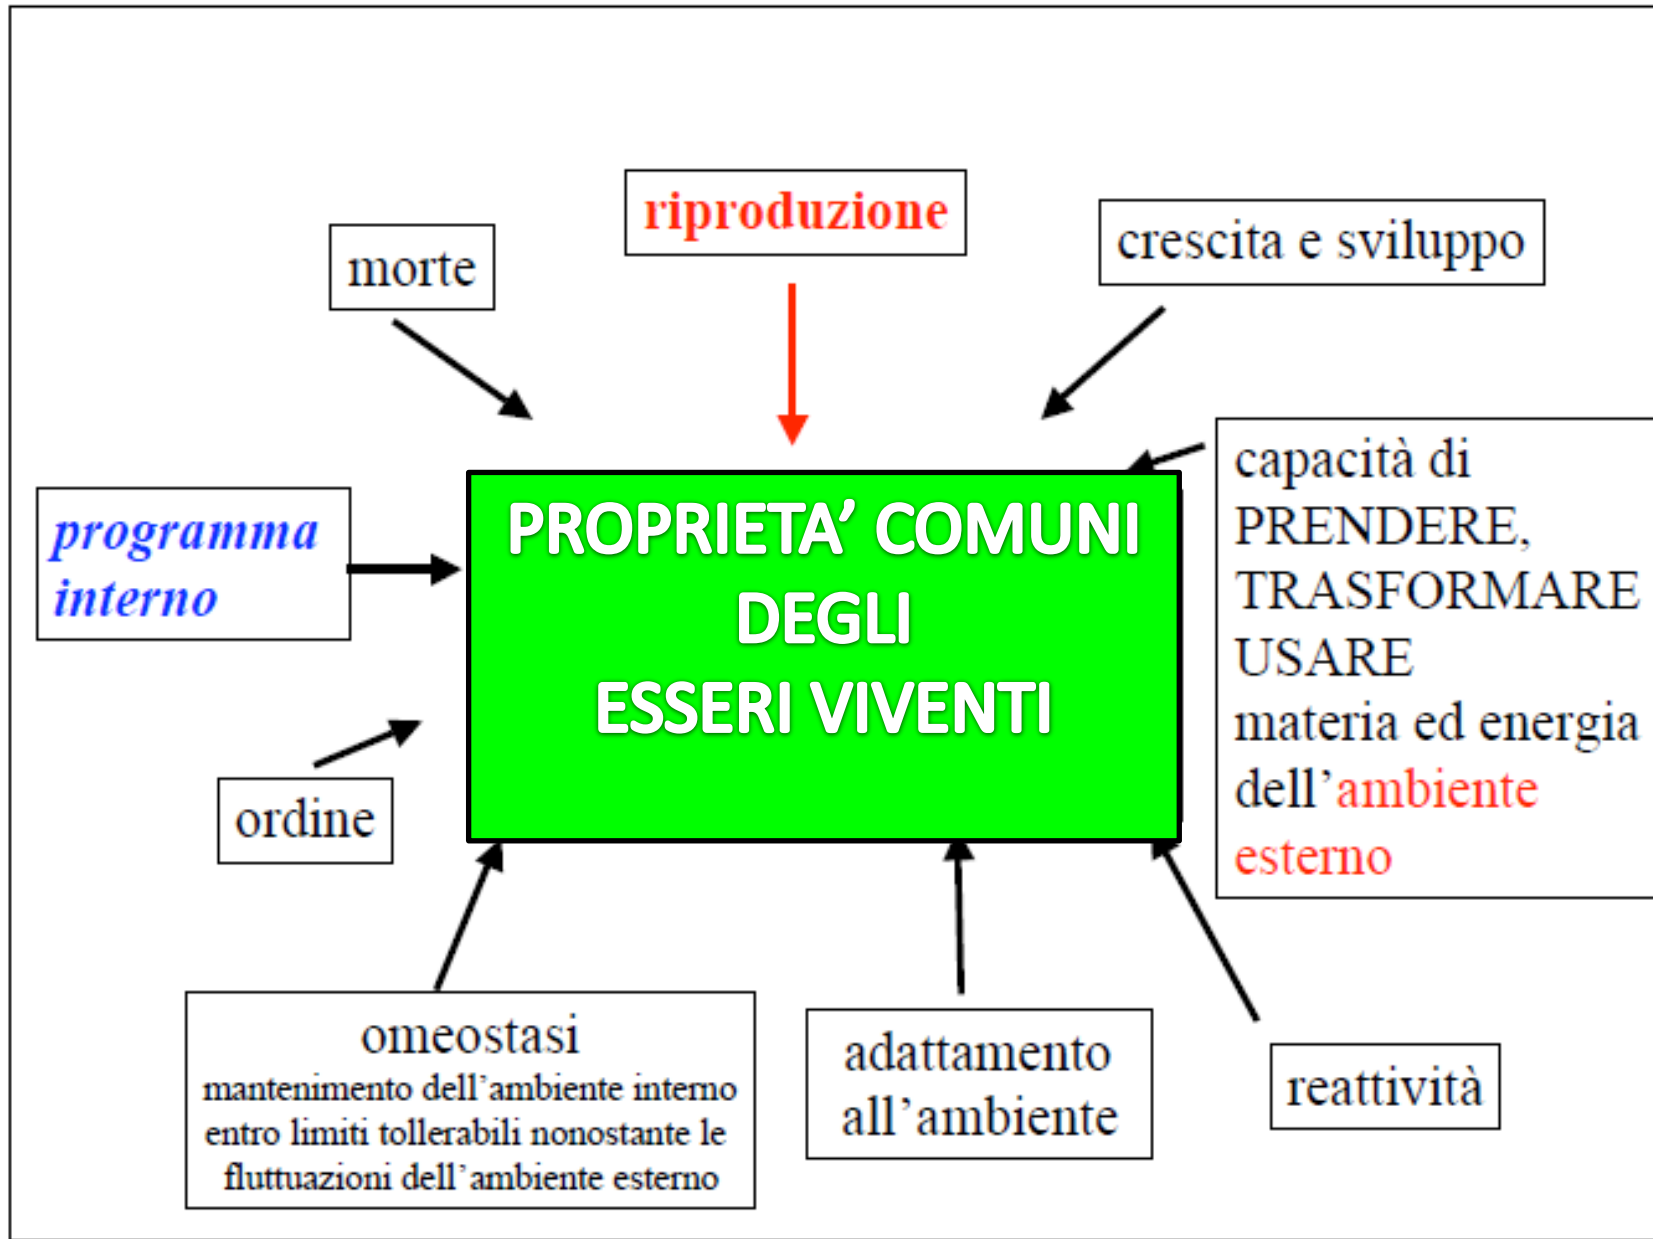 riproduzione
morte
crescita e sviluppo
programma
interno
PROPRIETA’ COMUNI
DEGLI
ESSERI VIVENTI
capacità di
PRENDERE,
TRASFORMARE
USARE
materia ed energia
dell’ambiente
esterno
ordine
omeostasi
mantenimento dell’ambiente interno
entro limiti tollerabili nonostante le
fluttuazioni dell’ambiente esterno
adattamento
all’ambiente
reattività